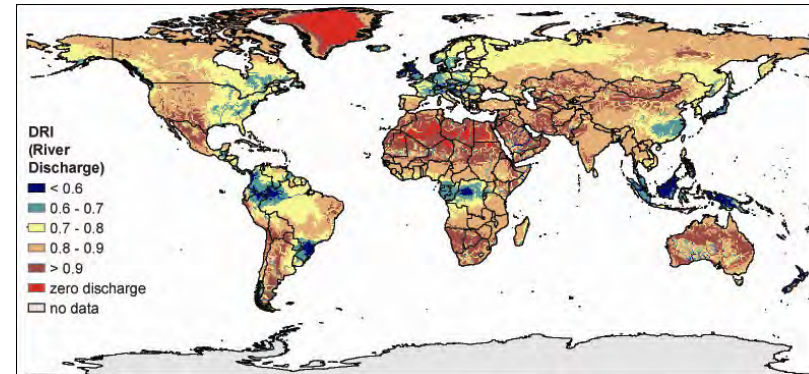 DRI
(River
Discharge)
< 0.6
0.6 - 0.7
0.7 - 0.8
0.8 - 0.9
> 0.9
zero discharge
no data